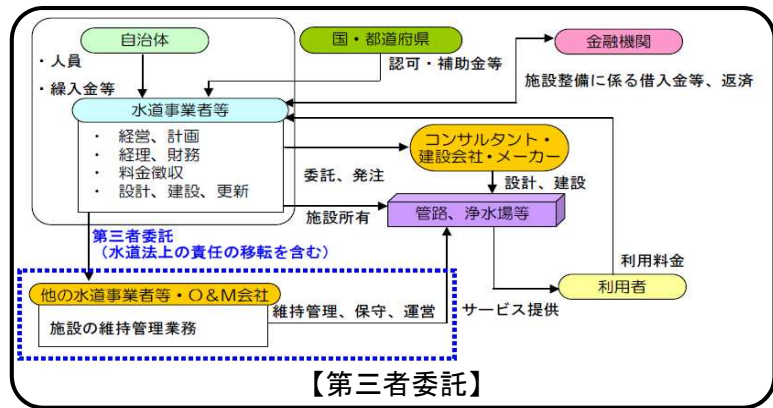 自治体
国・都道府県
金融機関
・人員
・繰入金等
認可・補助金等
施設整備に係る借入金等、返済
水道事業者等
・ 経営、計画
・ 経理、財務
・ 料金徴収
・ 設計、建設、更新
コンサルタント・
建設会社・メーカー
委託、発注
設計、建設
施設所有
管路、浄水場等
第三者委託
（水道法上の責任の移転を含む）
利用料金
利用者
他の水道事業者等・O&M会社
施設の維持管理業務
維持管理、保守、運営
サービス提供
【第三者委託】